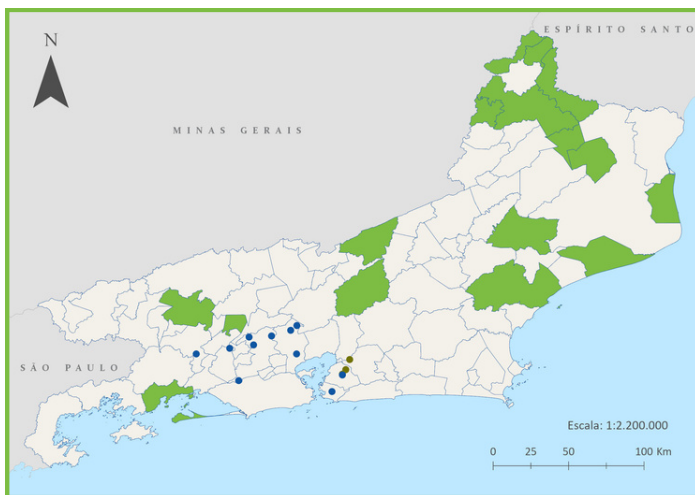 N
ESPÍRITO SANTO
MINAS GERAIS
SÃO PAULO
Escala: 1:2.200.000
0 25 50 100 Km